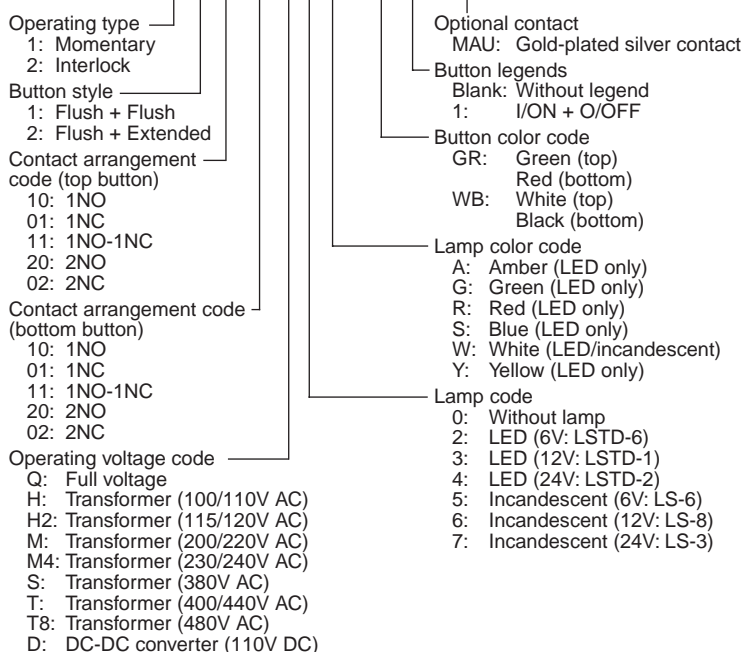 Operating type
1: Momentary
2: Interlock
Button style
1: Flush + Flush
2: Flush + Extended
Contact arrangement
code (top button)
10: 1NO
01: 1NC
11: 1NO-1NC
20: 2NO
02: 2NC
Contact arrangement code
(bottom button)
10: 1NO
01: 1NC
11: 1NO-1NC
20: 2NO
02: 2NC
Operating voltage code
Q: Full voltage
H: Transformer (100/110V AC)
H2: Transformer (115/120V AC)
M: Transformer (200/220V AC)
M4: Transformer (230/240V AC)
S: Transformer (380V AC)
T: Transformer (400/440V AC)
T8: Transformer (480V AC)
D: DC-DC converter (110V DC)
Optional contact
MAU: Gold-plated silver contact
Button legends
Blank: Without legend
1: I/ON + O/OFF
Button color code
GR: Green (top)
Red (bottom)
WB: White (top)
Black (bottom)
Lamp color code
A: Amber (LED only)
G: Green (LED only)
R: Red (LED only)
S: Blue (LED only)
W: White (LED/incandescent)
Y: Yellow (LED only)
Lamp code
0: Without lamp
2: LED (6V: LSTD-6)
3: LED (12V: LSTD-1)
4: LED (24V: LSTD-2)
5: Incandescent (6V: LS-6)
6: Incandescent (12V: LS-8)
7: Incandescent (24V: LS-3)